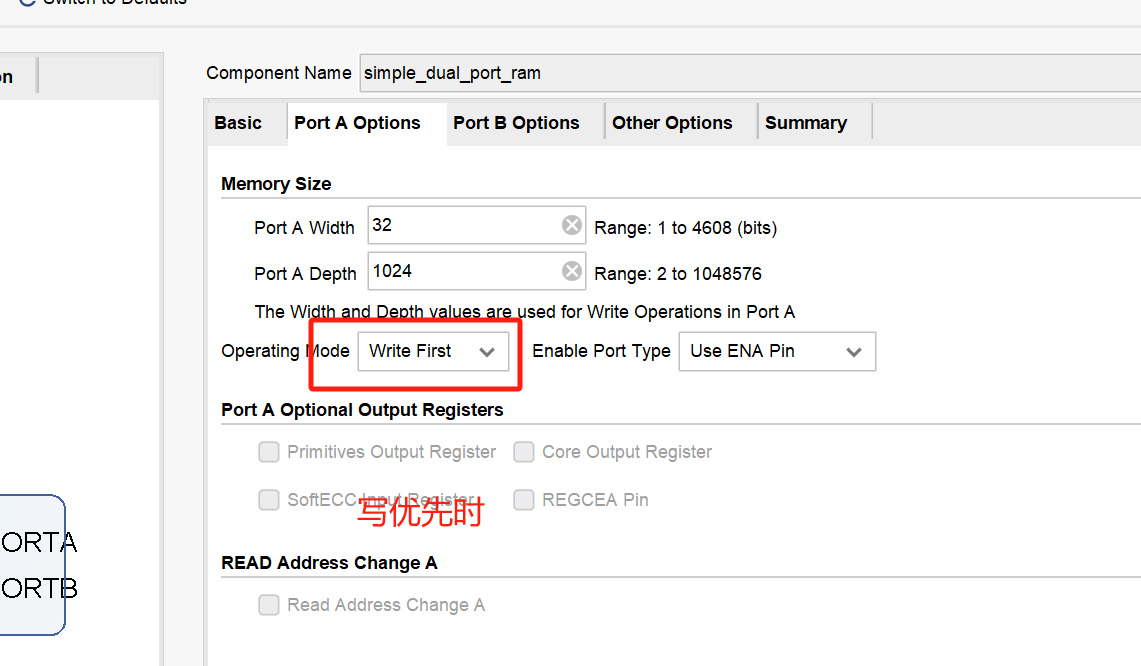 Switch to Defaults
on
Component Name simple_dual_port_ram
Basic Port A Options Port B Options Other Options Summary
Memory Size
Port A Width 32 Range: 1 to 4608 (bits)
Port A Depth 1024 Range: 2 to 1048576
The Width and Depth values are used for Write Operations in Port A
Operating Mode Write First Enable Port Type Use ENA Pin
Port A Optional Output Registers
Primitives Output Register Core Output Register
SoftECC Input Register REGCEA Pin
写优先时
ORTA
READ Address Change A
ORTB
Read Address Change A